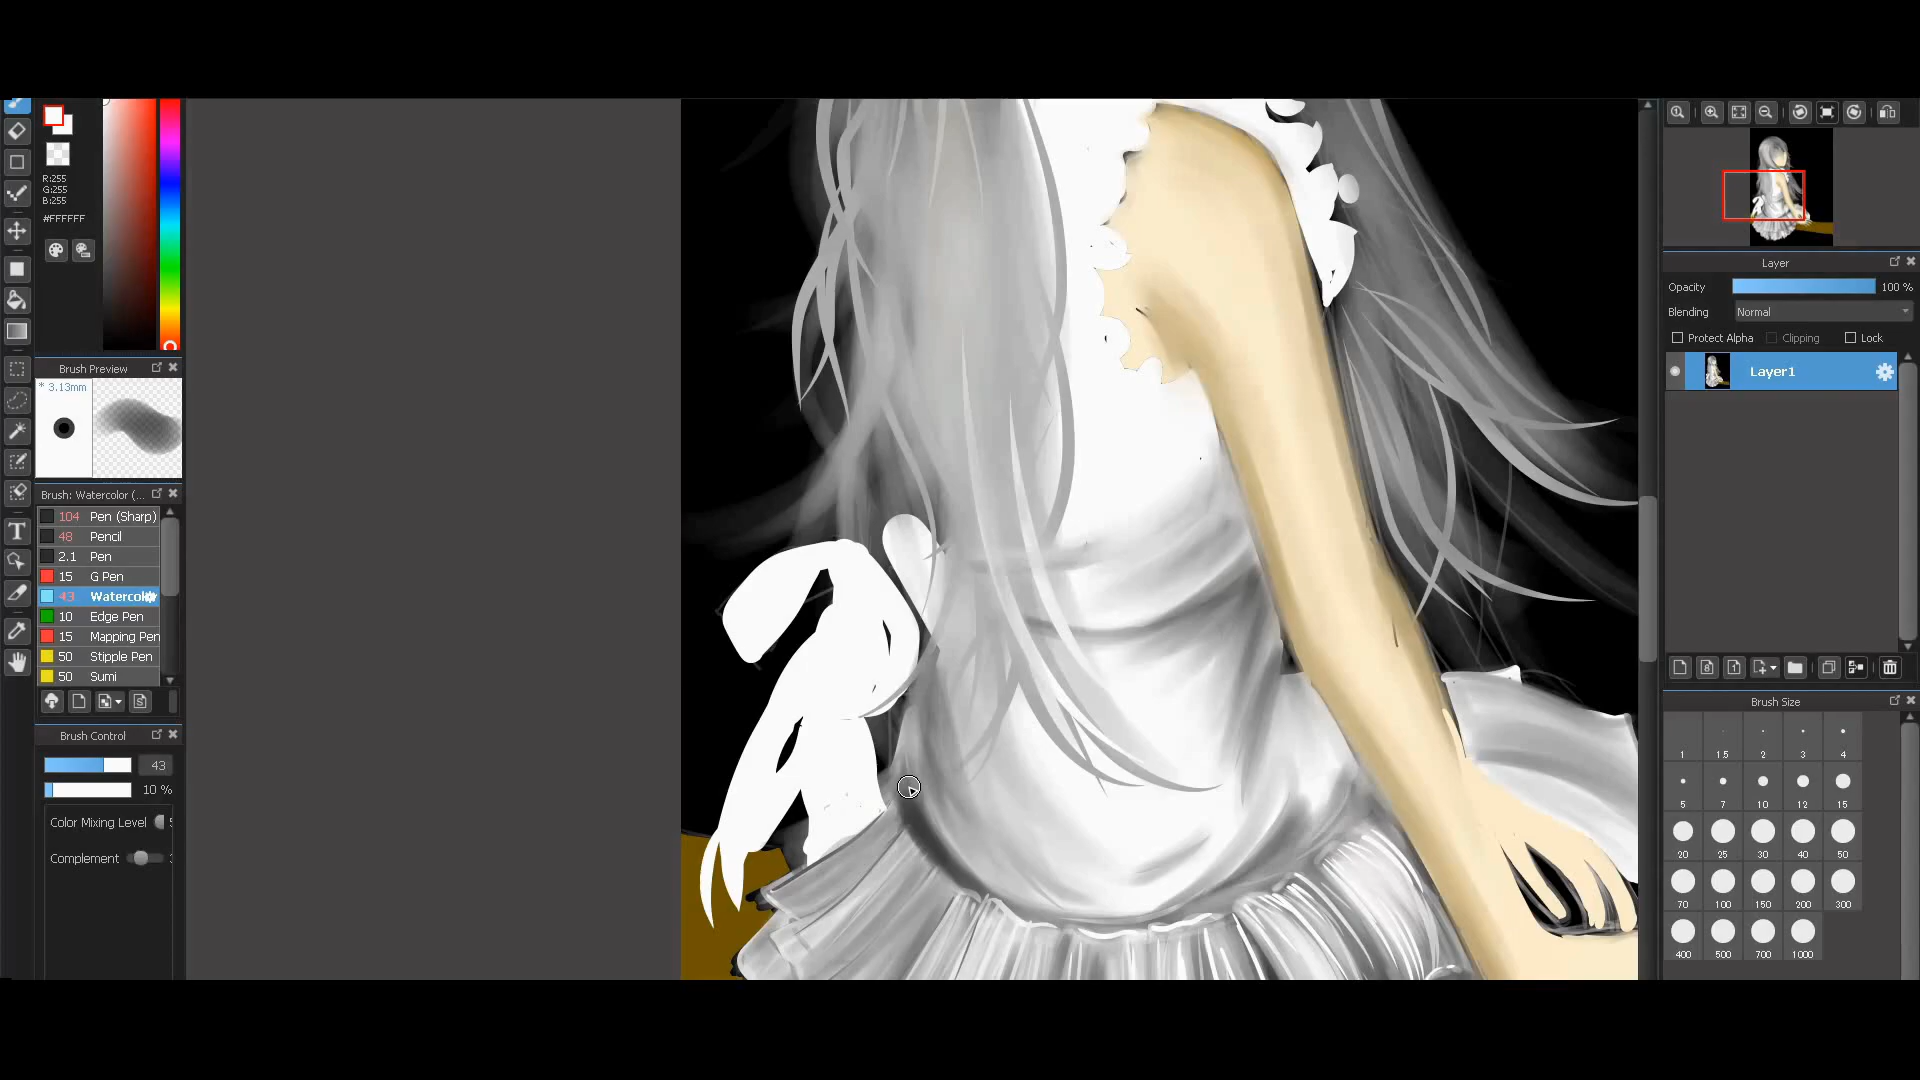 R:255
G:255
B:255
#FFFFFF
Brush Preview
* 3.13mm
Brush: Watercolor (...
104 Pen (Sharp)
48 Pencil
2.1 Pen
15 G Pen
43 Watercolo
10 Edge Pen
15 Mapping Pen
50 Stipple Pen
50 Sumi
Brush Control
43
10 %
Color Mixing Level
Complement
Layer
Opacity 100 %
Blending Normal
Protect Alpha Clipping Lock
Layer1
Brush Size
1 1.5 2 3 4
5 7 10 12 15
20 25 30 40 50
70 100 150 200 300
400 500 700 1000